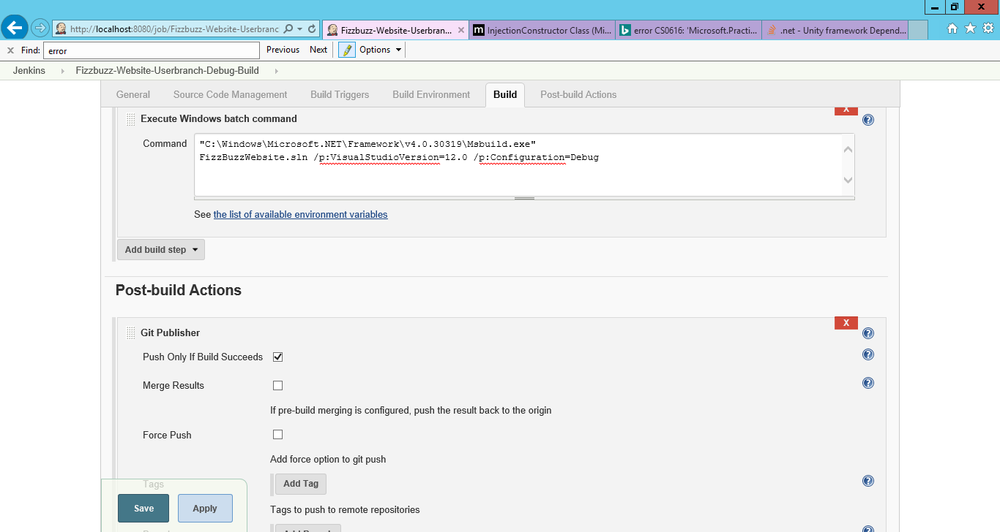 X
http://localhost:8080/job/Fizzbuzz-Website-Userbranc
Fizzbuzz-Website-Userbran... ×
m InjectionConstructor Class (Mi...
b error CS0616: 'Microsoft.Practi...
.net - Unity framework Depend...
x Find: error Previous Next Options
Jenkins Fizzbuzz-Website-Userbranch-Debug-Build
General Source Code Management Build Triggers Build Environment Build Post-build Actions
X
Execute Windows batch command ?
Command "C:\Windows\Microsoft.NET\Framework\v4.0.30319\Msbuild.exe"
FizzBuzzWebsite.sln /p:VisualStudioVersion=12.0 /p:Configuration=Debug
See the list of available environment variables
Add build step
Post-build Actions
X
Git Publisher ?
Push Only If Build Succeeds ?
Merge Results ?
If pre-build merging is configured, push the result back to the origin
Force Push
Add force option to git push
Tags Add Tag ?
Save Apply Tags to push to remote repositories